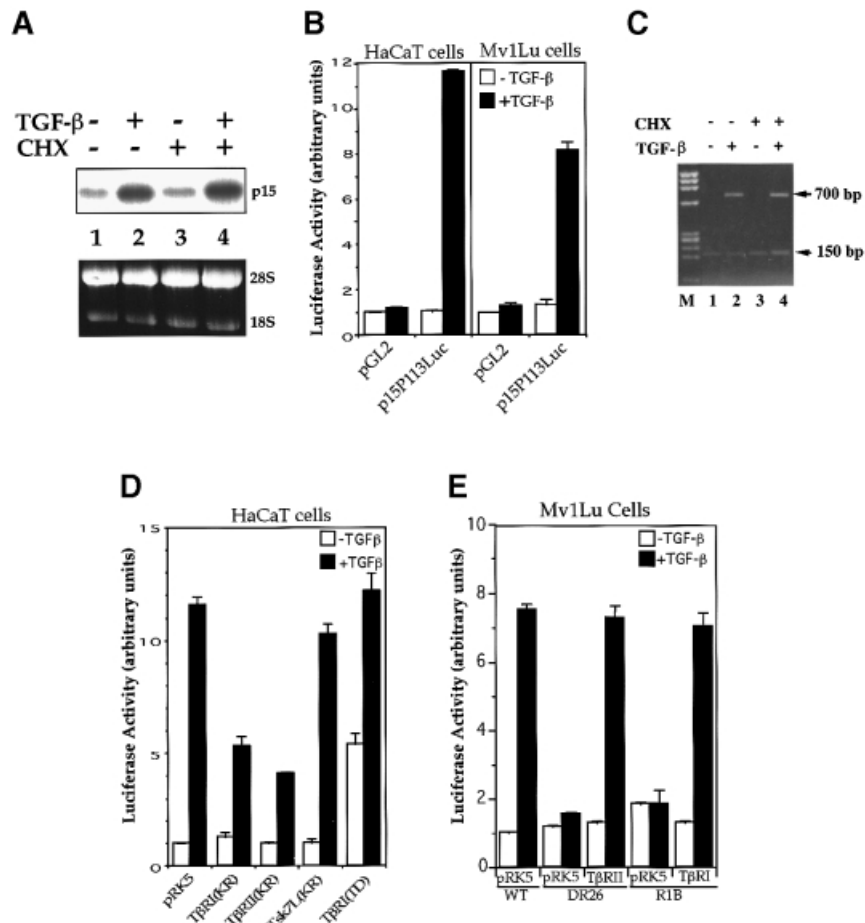 A
TGF-β - + - +
CHX - - + +
p15
1 2 3 4
28S
18S
B
HaCaT cells Mv1Lu cells
- TGF-β
+TGF-β
Luciferase Activity (arbitrary units)
12
10
8
6
4
2
0
pGL2
p15P113Luc
pGL2
p15P113Luc
C
CHX - - + +
TGF-β - + - +
700 bp
150 bp
M 1 2 3 4
D
HaCaT cells
-TGFβ
+TGFβ
Luciferase Activity (arbitrary units)
15
10
5
0
pRK5
TβRI(KR)
TβRII(KR)
TβRI(TD)
E
Mv1Lu Cells
-TGF-β
+TGF-β
Luciferase Activity (arbitrary units)
10
8
6
4
2
0
pRK5 pRK5 TβRII pRK5 TβRI
WT DR26 R1B